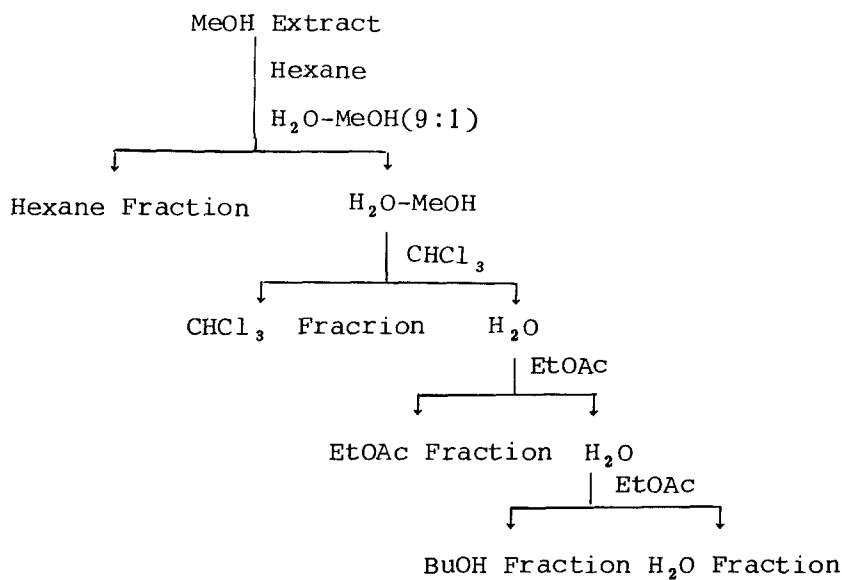 MeOH Extract
Hexane
H₂O-MeOH(9:1)
Hexane Fraction H₂O-MeOH
CHCl₃
CHCl₃ Fracrion H₂O
EtOAc
EtOAc Fraction H₂O
EtOAc
BuOH Fraction H₂O Fraction